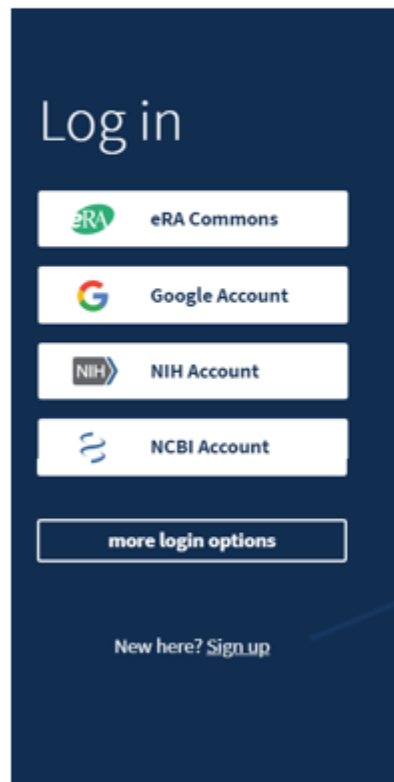 Log in
eRA eRA Commons
Google Account
NIH NIH Account
NCBI Account
more login options
New here? Sign up